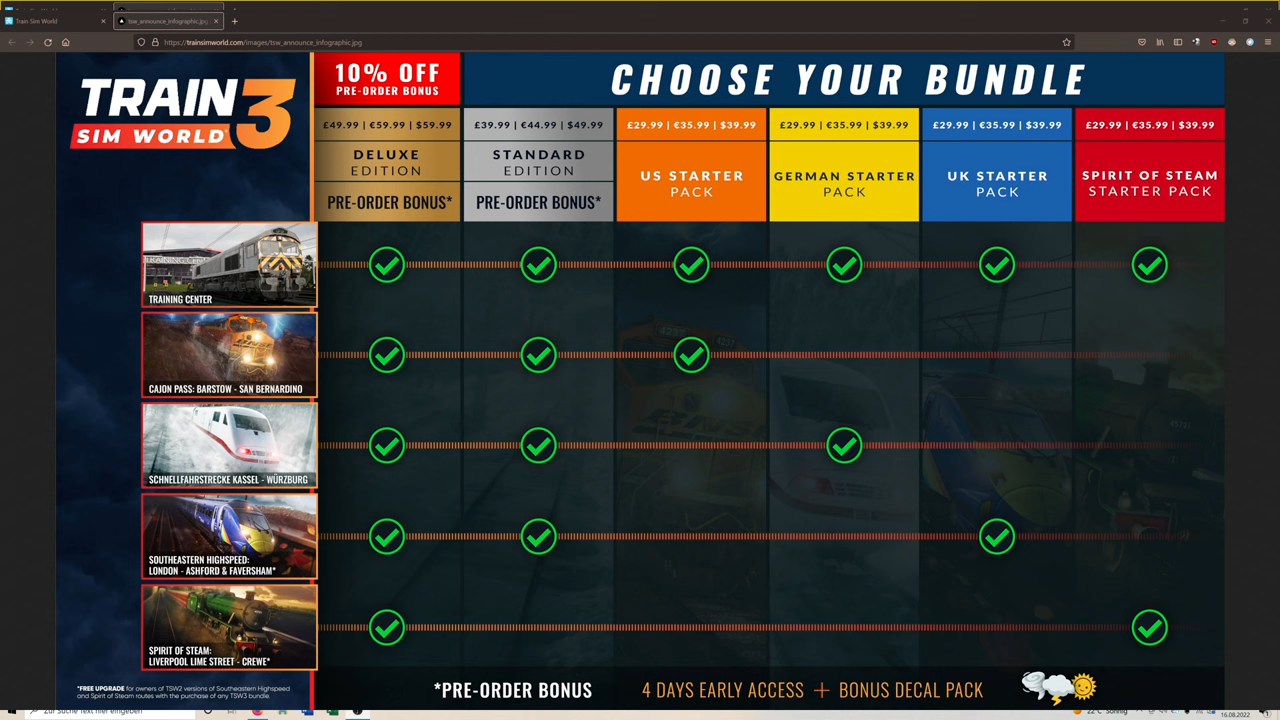 Train Sim World
tsw_announce_infographic.jpg
https://trainsimworld.com/images/tsw_announce_infographic.jpg
TRAIN
SIM WORLD
3
10% OFF
PRE-ORDER BONUS
CHOOSE YOUR BUNDLE
£49.99 | €59.99 | $59.99
£39.99 | €44.99 | $49.99
£29.99 | €35.99 | $39.99
£29.99 | €35.99 | $39.99
£29.99 | €35.99 | $39.99
£29.99 | €35.99 | $39.99
DELUXE
EDITION
PRE-ORDER BONUS*
STANDARD
EDITION
PRE-ORDER BONUS*
US STARTER
PACK
GERMAN STARTER
PACK
UK STARTER
PACK
SPIRIT OF STEAM
STARTER PACK
TRAINING CENTER
CAJON PASS: BARSTOW - SAN BERNARDINO
SCHNELLFAHRSTRECKE KASSEL - WÜRZBURG
SOUTHEASTERN HIGHSPEED:
LONDON - ASHFORD & FAVERSHAM*
SPIRIT OF STEAM:
LIVERPOOL LIME STREET - CREWE*
*FREE UPGRADE for owners of TSW2 versions of Southeastern Highspeed
and Spirit of Steam routes with the purchase of any TSW3 bundle.
*PRE-ORDER BONUS
4 DAYS EARLY ACCESS + BONUS DECAL PACK
Zur Suche Text hier eingeben
22°C Sonnig
16.08.2022